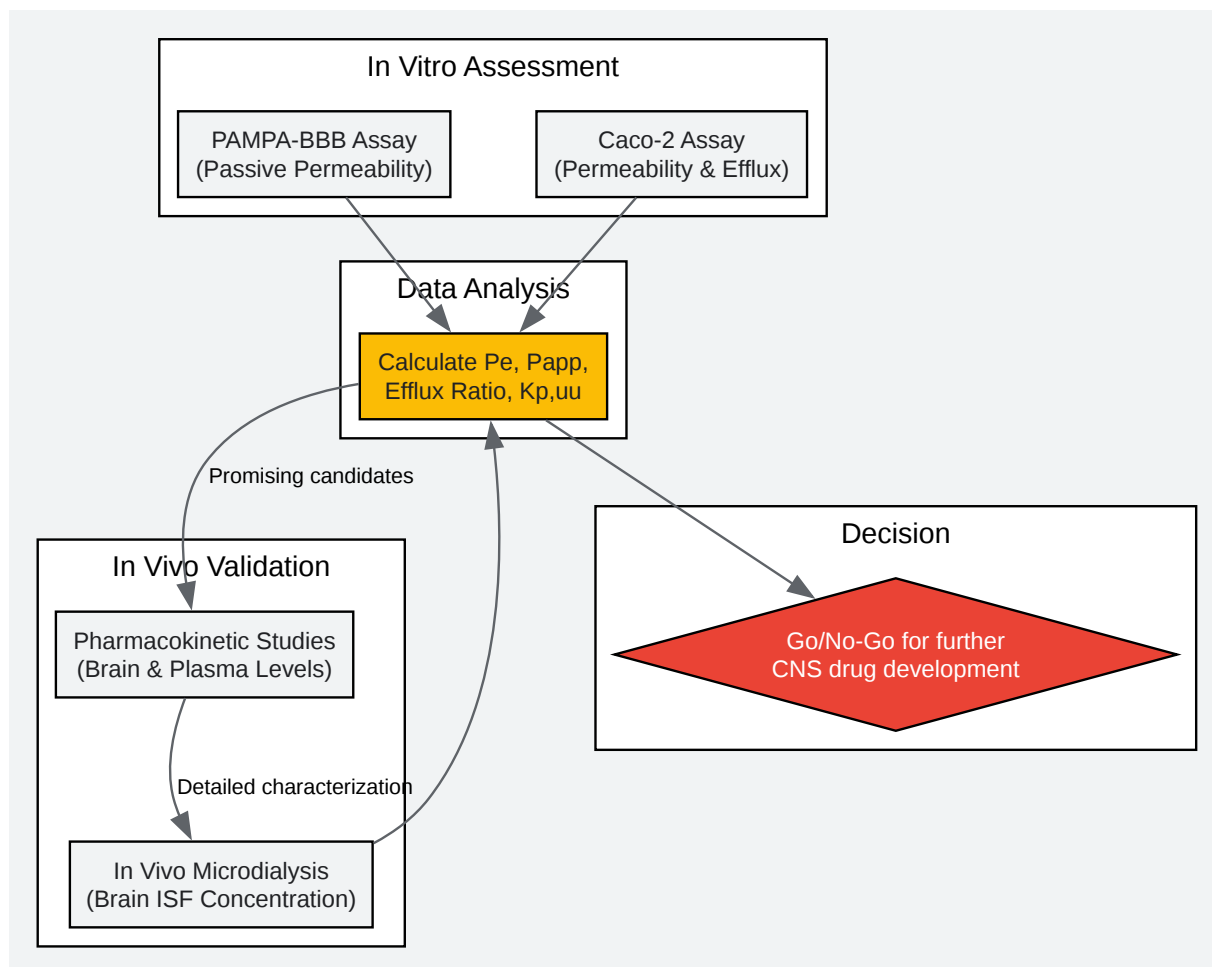 In Vitro Assessment
PAMPA-BBB Assay
(Passive Permeability)
Caco-2 Assay
(Permeability & Efflux)
Data Analysis
Calculate Pe, Papp,
Efflux Ratio, Kp,uu
Promising candidates
In Vivo Validation
Pharmacokinetic Studies
(Brain & Plasma Levels)
Detailed characterization
In Vivo Microdialysis
(Brain ISF Concentration)
Decision
Go/No-Go for further
CNS drug development